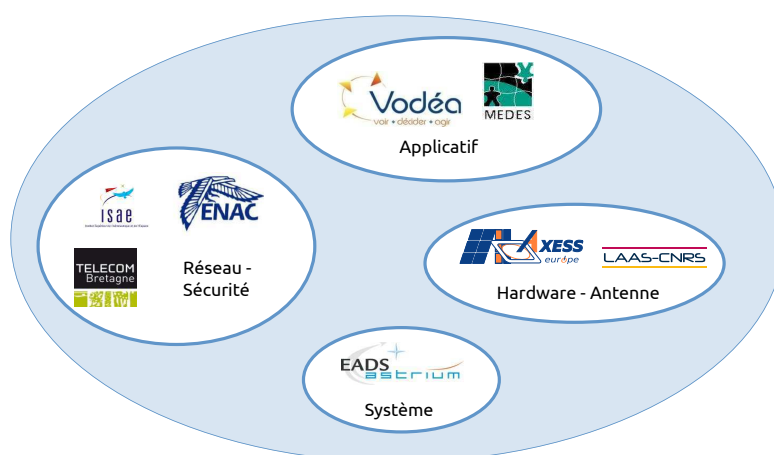 Vodéa
voir • décider • agir
MEDES
Applicatif
isae
ENAC
TELECOM
Bretagne
Réseau -
Sécurité
AXESS
europe
LAAS-CNRS
Hardware - Antenne
EADS
astrium
Système